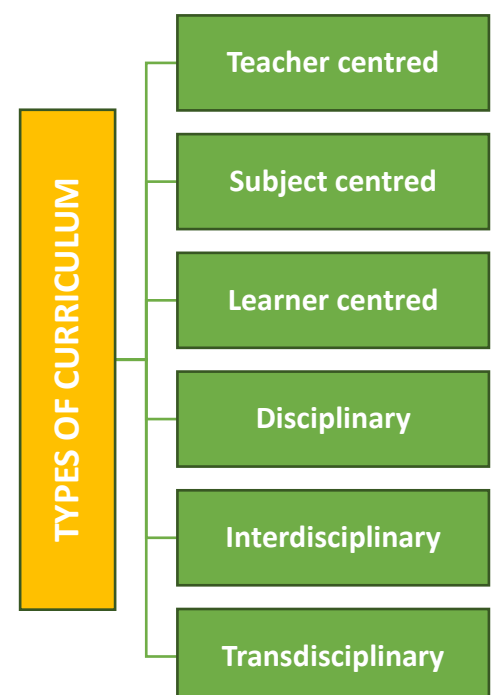 TYPES OF CURRICULUM
Teacher centred
Subject centred
Learner centred
Disciplinary
Interdisciplinary
Transdisciplinary